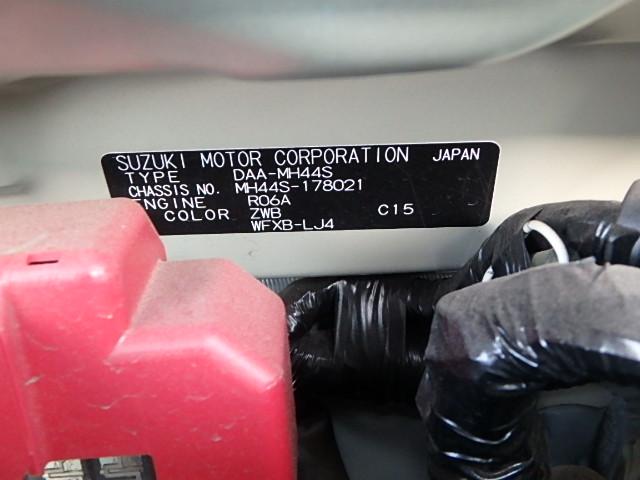 SUZUKI MOTOR CORPORATION JAPAN
TYPE DAA-MH44S
CHASSIS NO. MH44S-178021
ENGINE R06A
COLOR ZWB C15
WFXB-LJ4